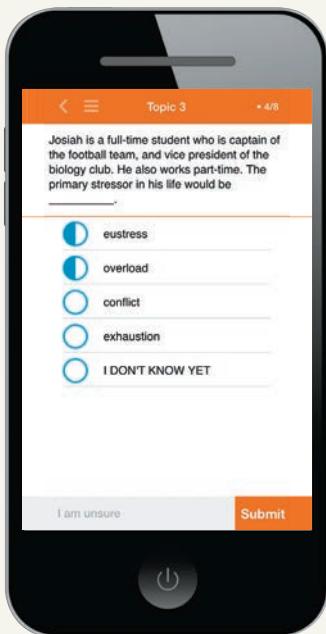 Topic 3
• 4/8
Josiah is a full-time student who is captain of
the football team, and vice president of the
biology club. He also works part-time. The
primary stressor in his life would be
__________.
eustress
overload
conflict
exhaustion
I DON'T KNOW YET
I am unsure
Submit